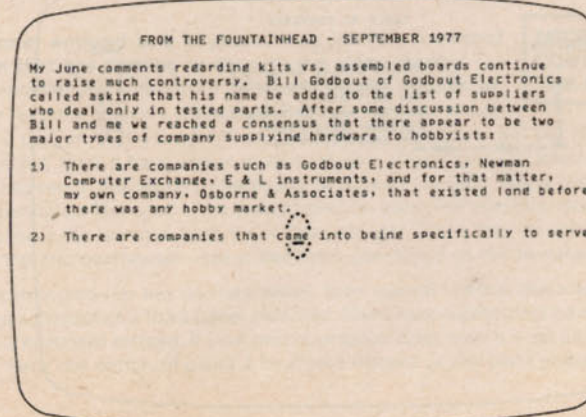 FROM THE FOUNTAINHEAD - SEPTEMBER 1977
My June comments regarding kits vs. assembled boards continue
to raise much controversy. Bill Godbout of Godbout Electronics
called asking that his name be added to the list of suppliers
who deal only in tested parts. After some discussion between
Bill and me we reached a consensus that there appear to be two
major types of company supplying hardware to hobbyists:
1) There are companies such as Godbout Electronics, Newman
Computer Exchange, E & L instruments, and for that matter,
my own company, Osborne & Associates, that existed long before
there was any hobby market.
2) There are companies that came into being specifically to serve